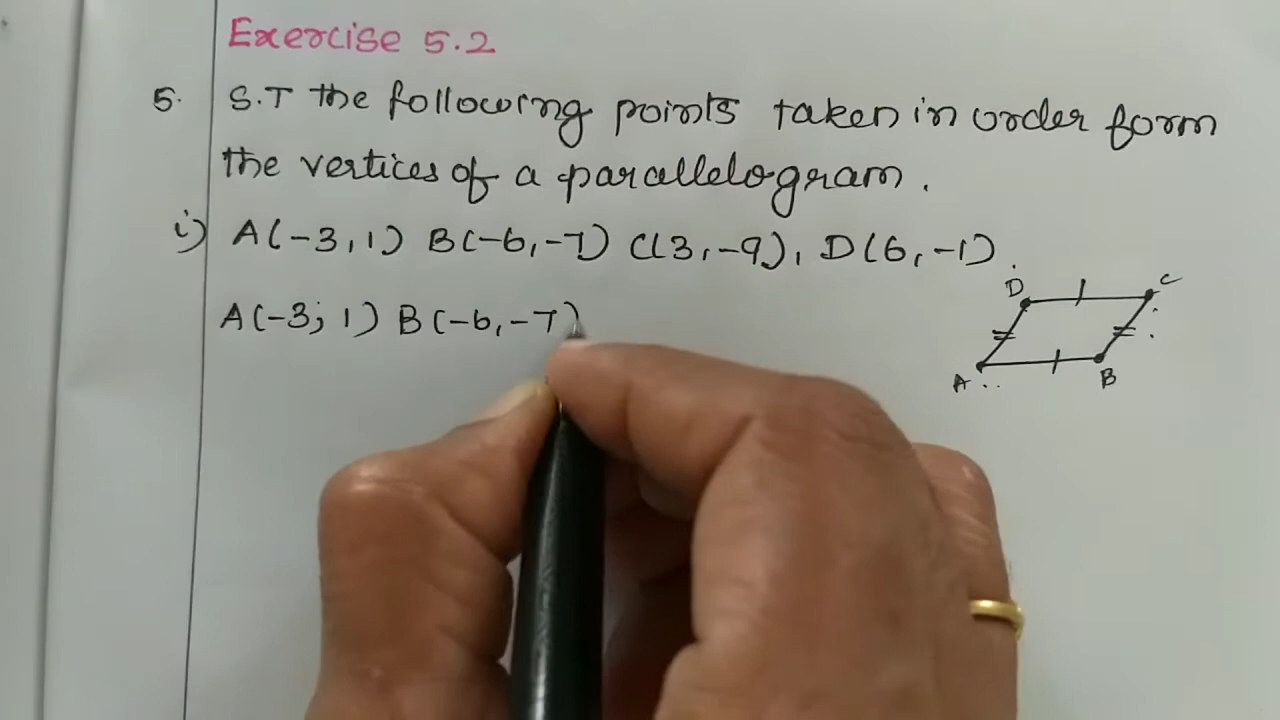 Exercise 5.2
5. S.T the following points taken in order form
the vertices of a parallelogram.
i) A(-3,1) B(-6,-7) C(3,-9), D(6,-1).
A(-3,1) B(-6,-7)
D C
A B